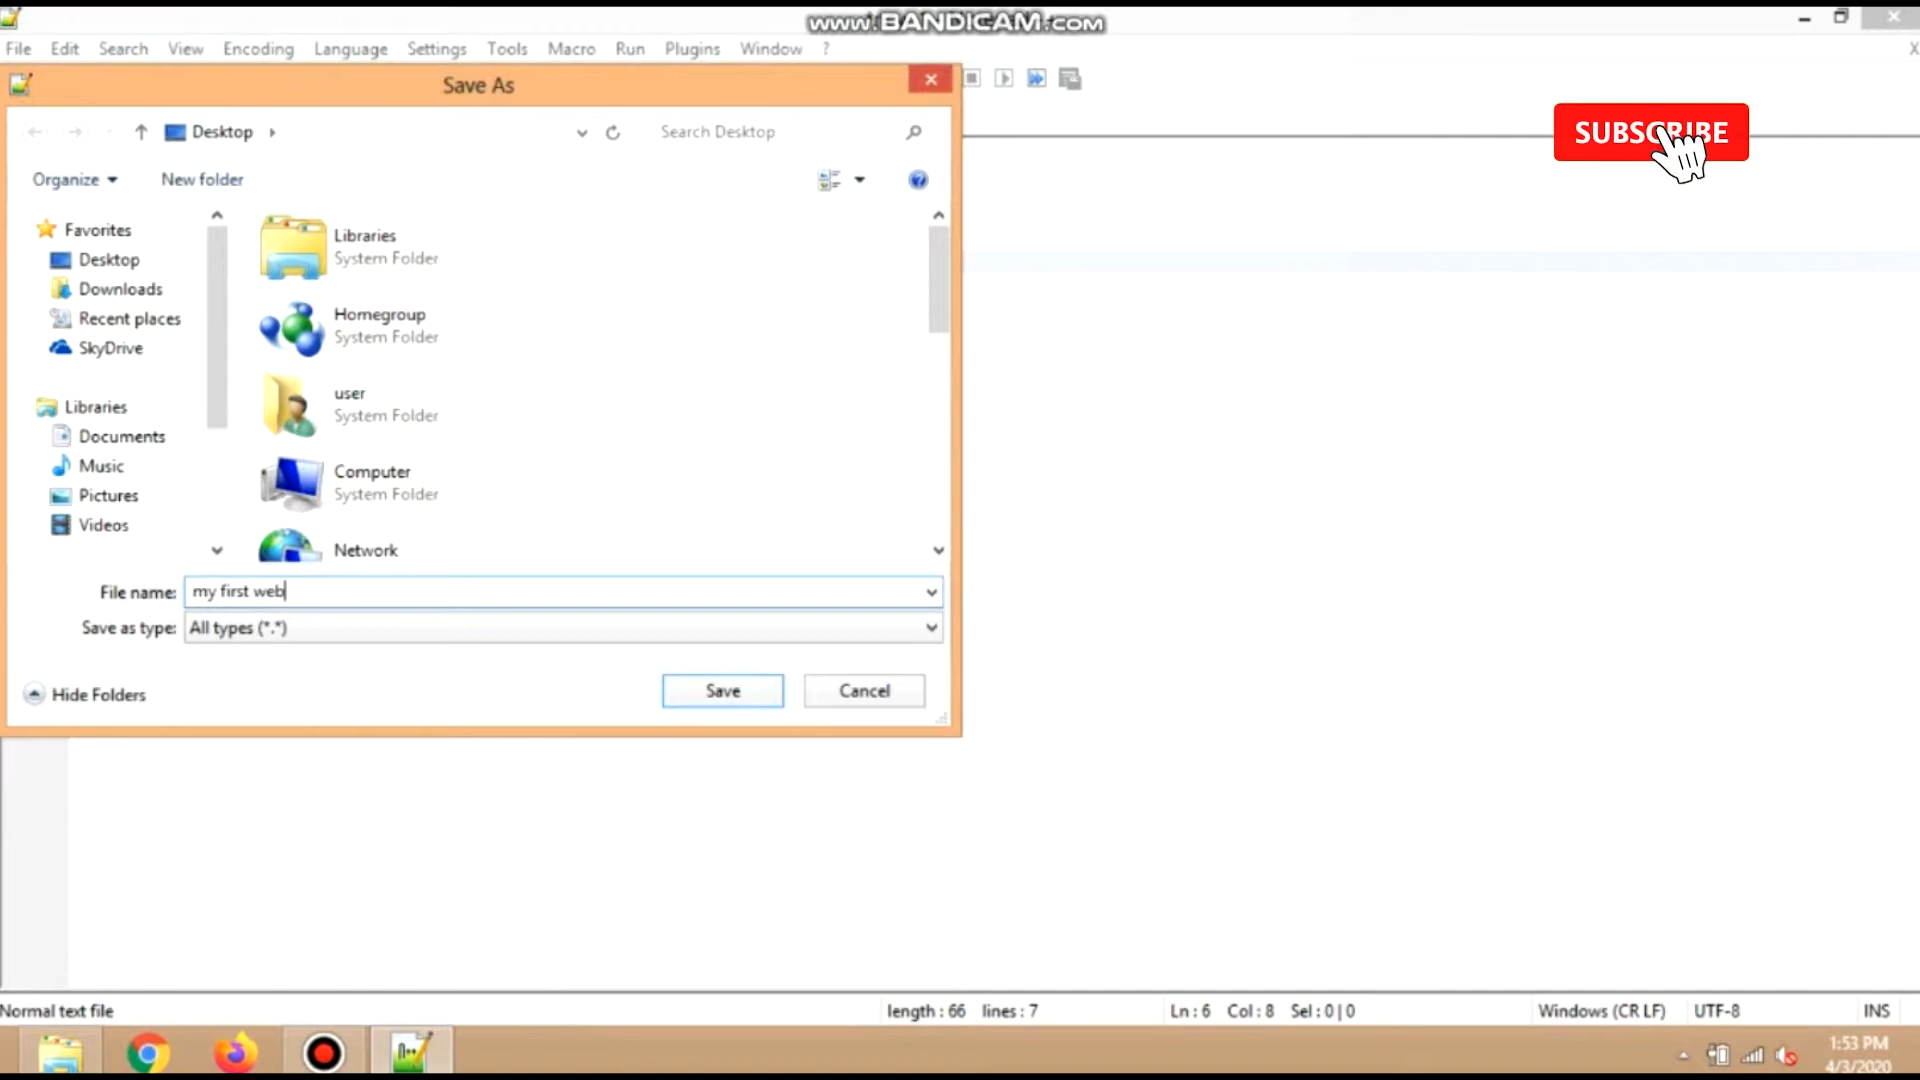 www.BANDICAM.com
File Edit Search View Encoding Language Settings Tools Macro Run Plugins Window ?
X
Save As
SUBSCRIBE
Desktop
Search Desktop
Organize
New folder
Favorites
Desktop
Downloads
Recent places
SkyDrive
Libraries
Documents
Music
Pictures
Videos
Libraries
System Folder
Homegroup
System Folder
user
System Folder
Computer
System Folder
Network
File name: my first web
Save as type: All types (*.*)
Hide Folders
Save
Cancel
Normal text file
length : 66 lines : 7
Ln : 6 Col : 8 Sel : 0 | 0
Windows (CR LF)
UTF-8
INS
1:53 PM
4/3/2020